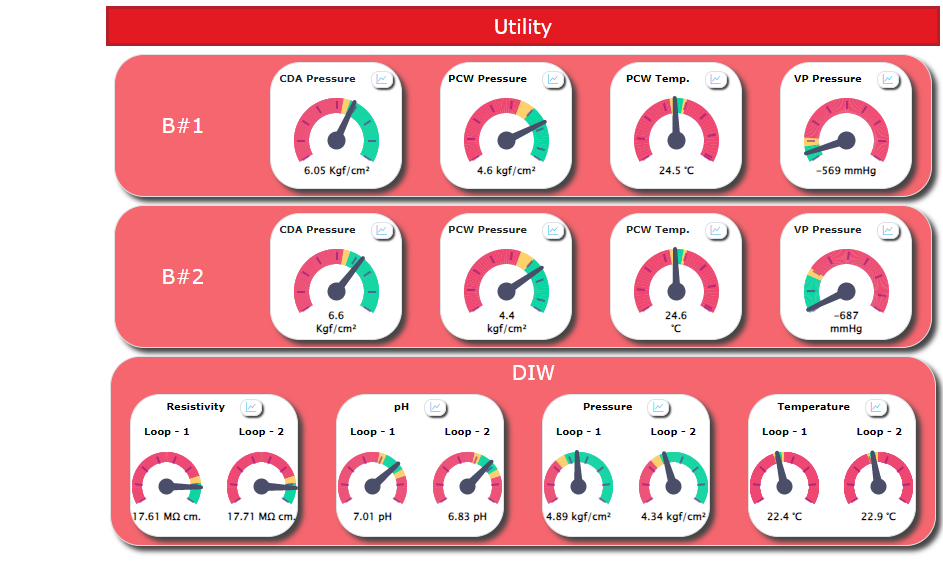 Utility
B#1
CDA Pressure
6.05 Kgf/cm²
PCW Pressure
4.6 kgf/cm²
PCW Temp.
24.5 ℃
VP Pressure
−569 mmHg
B#2
CDA Pressure
6.6
Kgf/cm²
PCW Pressure
4.4
kgf/cm²
PCW Temp.
24.6
℃
VP Pressure
−687
mmHg
DIW
Resistivity
Loop - 1
Loop - 2
17.61 MΩ cm.
17.71 MΩ cm.
pH
Loop - 1
Loop - 2
7.01 pH
6.83 pH
Pressure
Loop - 1
Loop - 2
4.89 kgf/cm²
4.34 kgf/cm²
Temperature
Loop - 1
Loop - 2
22.4 ℃
22.9 ℃